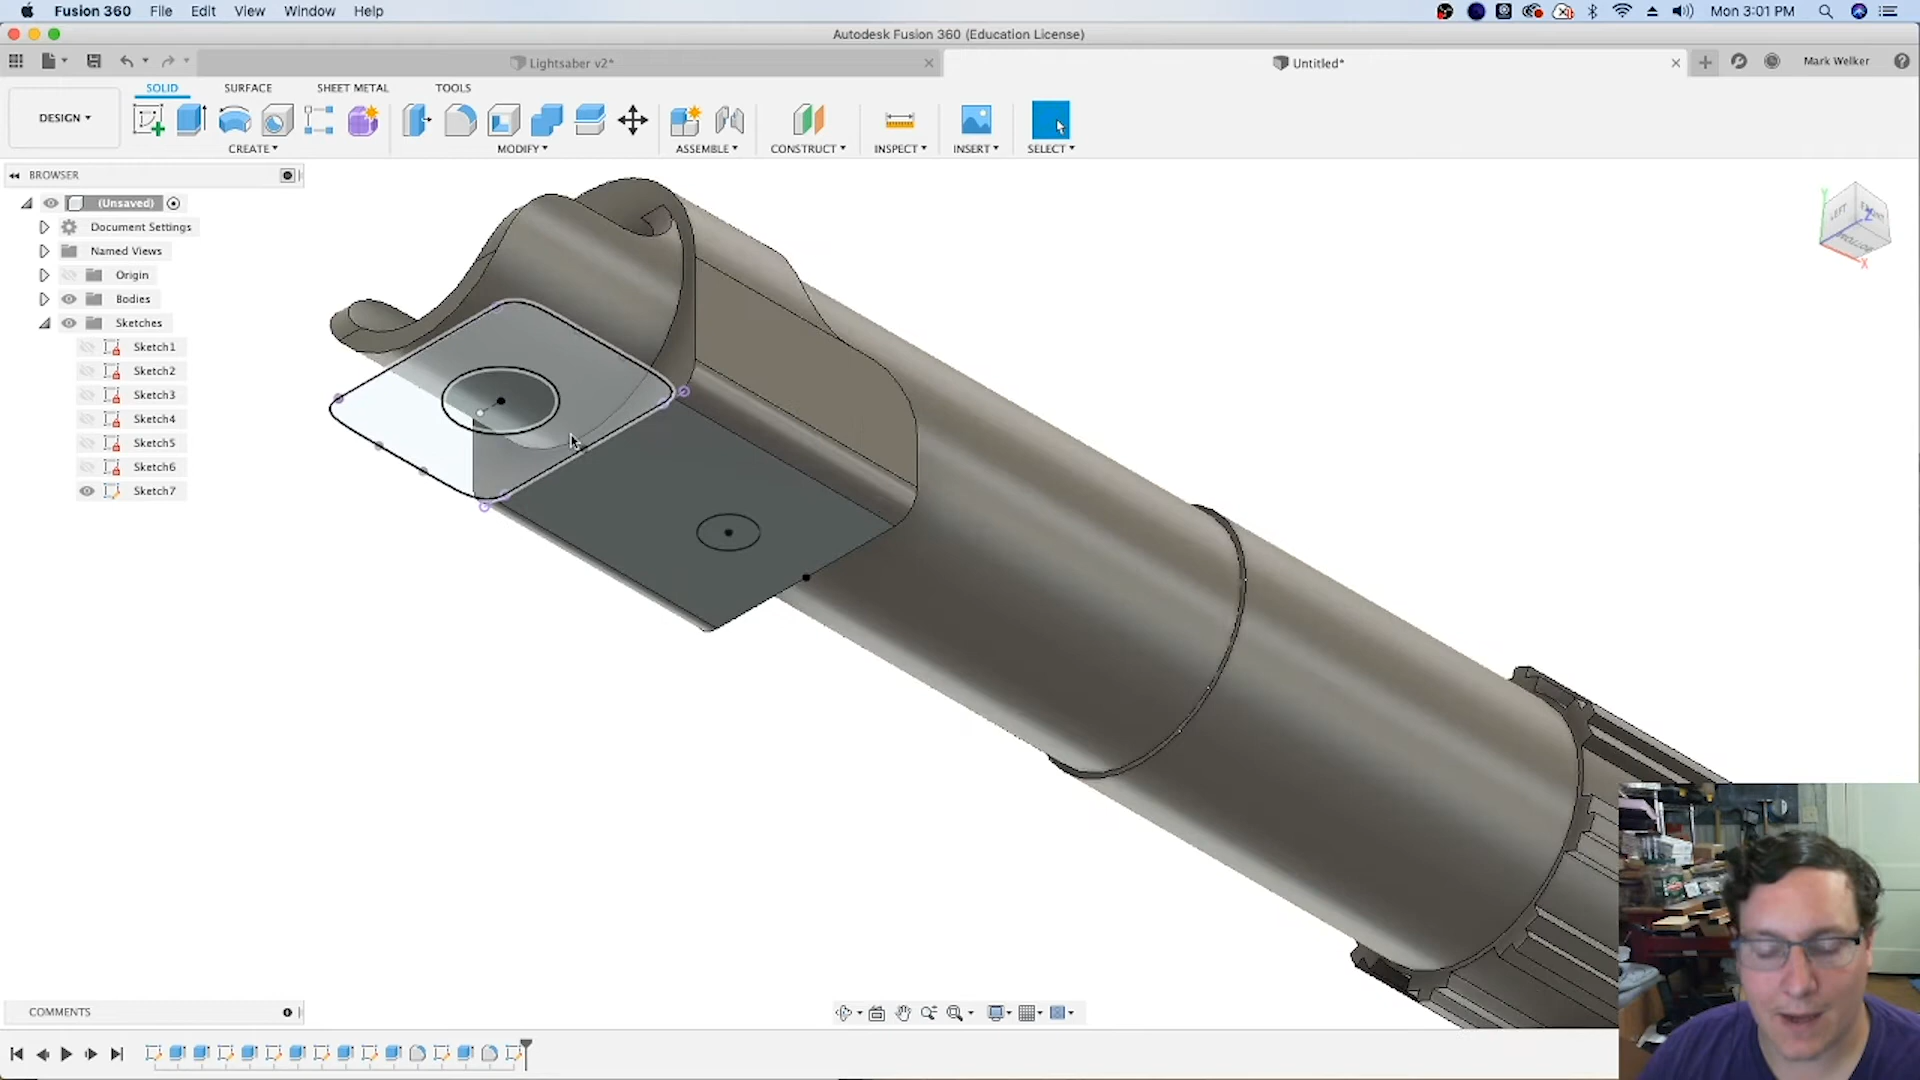 Fusion 360 File Edit View Window Help Mon 3:01 PM
Autodesk Fusion 360 (Education License)
Lightsaber v2* Untitled* Mark Welker
SOLID SURFACE SHEET METAL TOOLS
DESIGN
CREATE MODIFY ASSEMBLE CONSTRUCT INSPECT INSERT SELECT
BROWSER
(Unsaved)
Document Settings
Named Views
Origin
Bodies
Sketches
Sketch1
Sketch2
Sketch3
Sketch4
Sketch5
Sketch6
Sketch7
Y
LEFT
Z
BOTTOM
X
COMMENTS